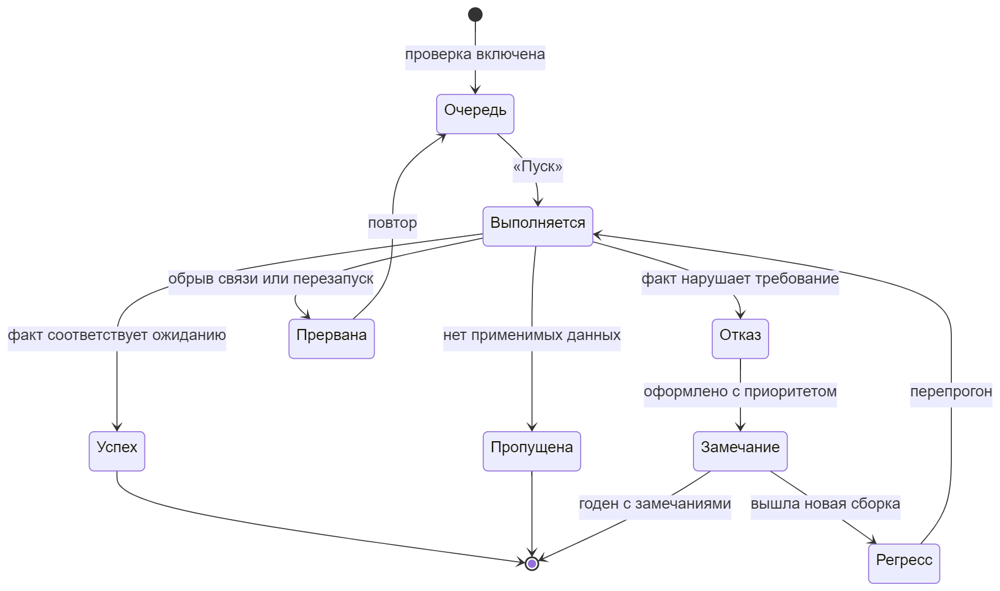 проверка включена
Очередь
«Пуск»
повтор
Выполняется
обрыв связи или перезапуск
факт нарушает требование
факт соответствует ожиданию
Прервана
нет применимых данных
Отказ
оформлено с приоритетом
перепрогон
Успех
Пропущена
Замечание
годен с замечаниями
вышла новая сборка
Регресс